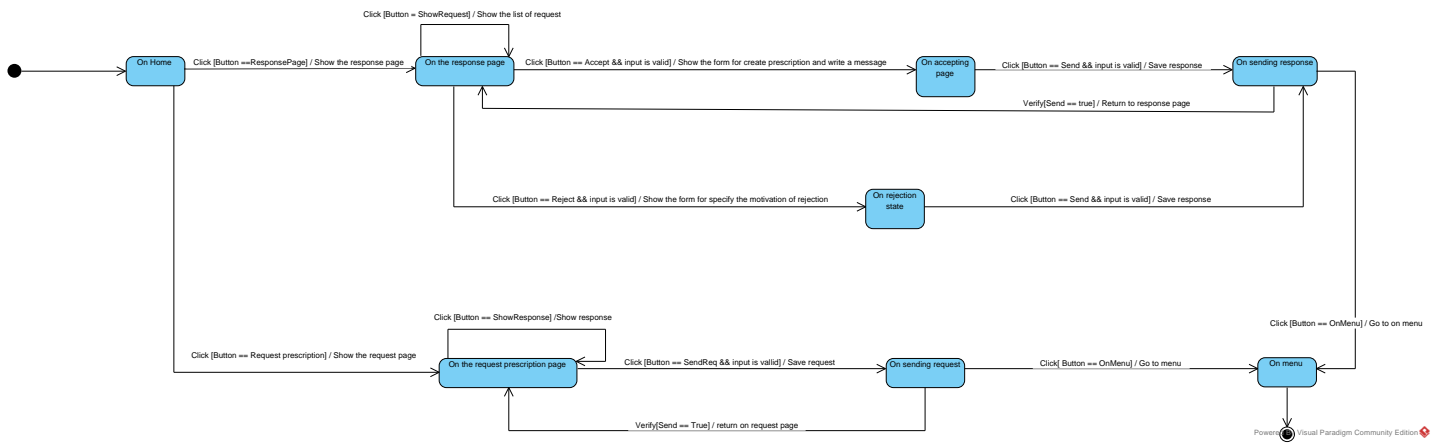 Click [Button = ShowRequest] / Show the list of request
On Home
Click [Button ==ResponsePage] / Show the response page
On the response page
Click [Button == Accept && input is valid] / Show the form for create prescription and write a message
On accepting
page
Click [Button == Send && input is valid] / Save response
On sending response
Verify[Send == true] / Return to response page
Click [Button == Reject && input is valid] / Show the form for specify the motivation of rejection
On rejection
state
Click [Button == Send && input is valid] / Save response
Click [Button == ShowResponse] /Show response
Click [Button == OnMenu] / Go to on menu
Click [Button == Request prescription] / Show the request page
On the request prescription page
Click [Button == SendReq && input is vallid] / Save request
On sending request
Click[ Button == OnMenu] / Go to menu
On menu
Verify[Send == True] / return on request page
Visual Paradigm Community Edition